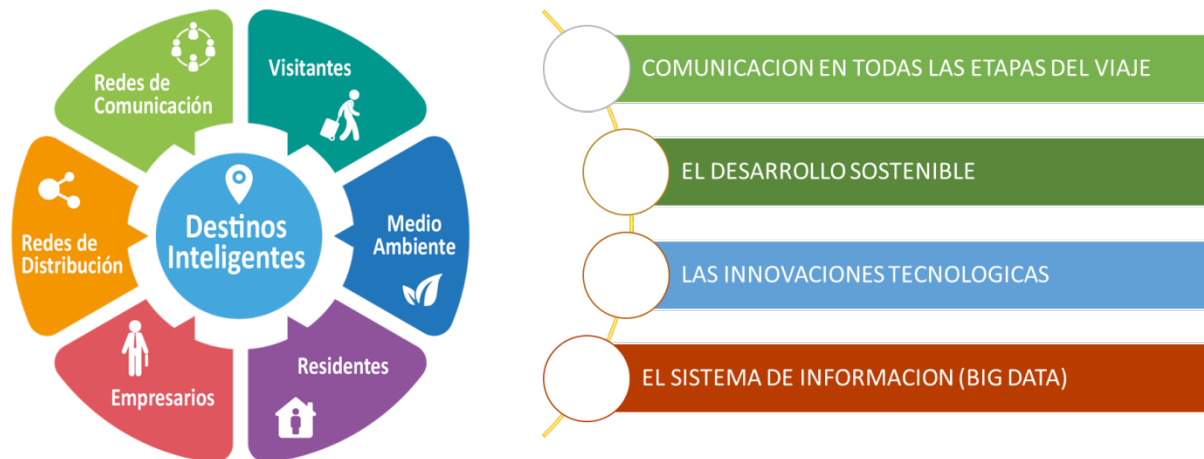 Redes de
Comunicación
Visitantes
Medio
Ambiente
Residentes
Empresarios
Redes de
Distribución
Destinos
Inteligentes
COMUNICACION EN TODAS LAS ETAPAS DEL VIAJE
EL DESARROLLO SOSTENIBLE
LAS INNOVACIONES TECNOLOGICAS
EL SISTEMA DE INFORMACION (BIG DATA)